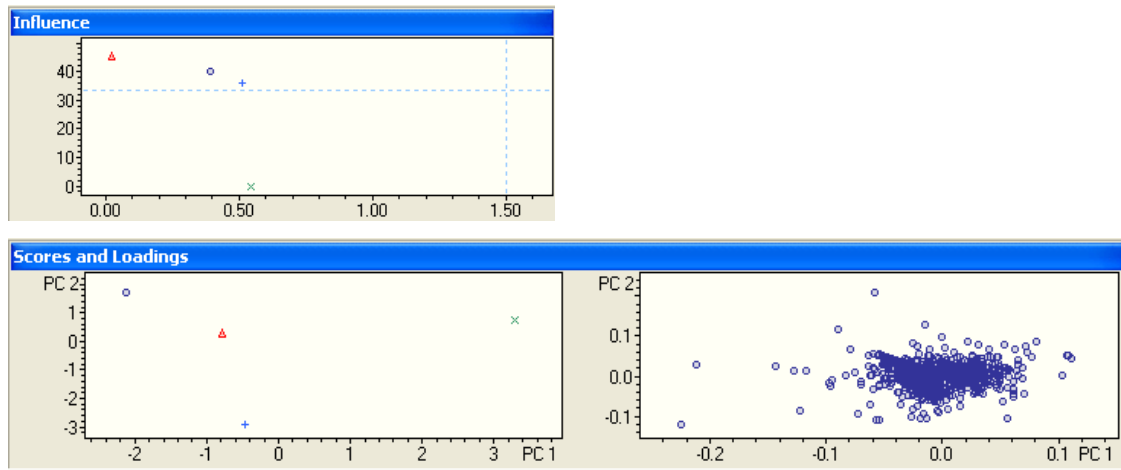 Influence
40
30
20
10
0
0.00 0.50 1.00 1.50
Scores and Loadings
PC 2
1
0
-1
-2
-3
-2 -1 0 1 2 3 PC 1
PC 2
0.1
0.0
-0.1
-0.2 -0.1 0.0 0.1 PC 1